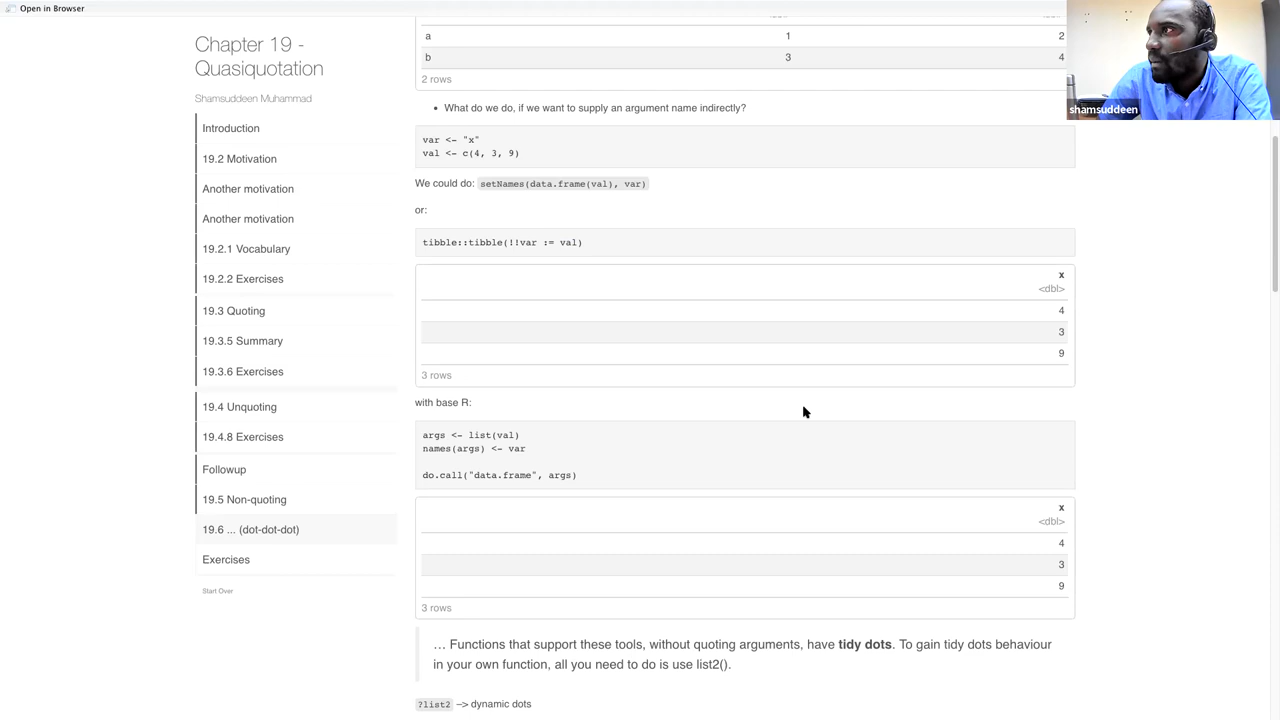 Open in Browser
Chapter 19 -
Quasiquotation
Shamsuddeen Muhammad
Introduction
19.2 Motivation
Another motivation
Another motivation
19.2.1 Vocabulary
19.2.2 Exercises
19.3 Quoting
19.3.5 Summary
19.3.6 Exercises
19.4 Unquoting
19.4.8 Exercises
Followup
19.5 Non-quoting
19.6 ... (dot-dot-dot)
Exercises
Start Over
a 1 2
b 3 4
2 rows
• What do we do, if we want to supply an argument name indirectly?
var <- "x"
val <- c(4, 3, 9)
We could do: setNames(data.frame(val), var)
or:
tibble::tibble(!!var := val)
x
<dbl>
4
3
9
3 rows
with base R:
args <- list(val)
names(args) <- var
do.call("data.frame", args)
x
<dbl>
4
3
9
3 rows
… Functions that support these tools, without quoting arguments, have tidy dots. To gain tidy dots behaviour
in your own function, all you need to do is use list2().
?list2 –> dynamic dots
shamsuddeen